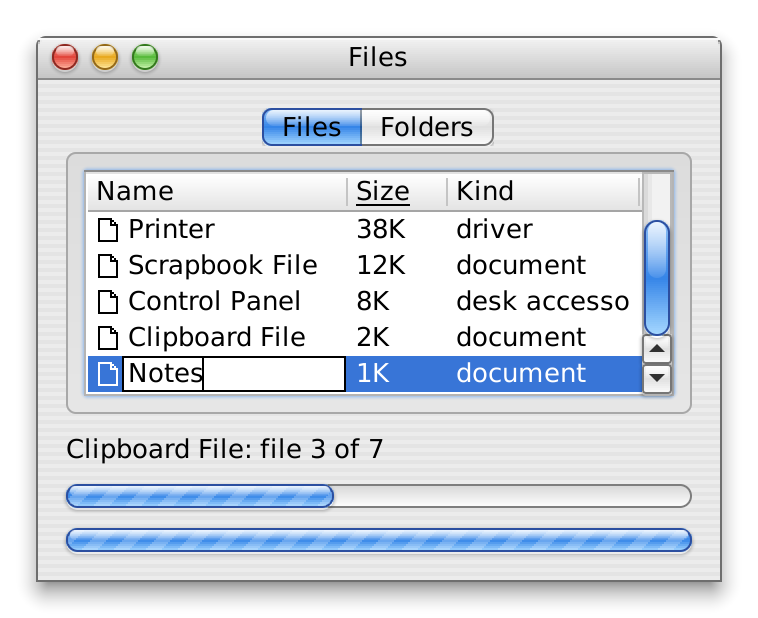 Files
Files Folders
Name Size Kind
Printer 38K driver
Scrapbook File 12K document
Control Panel 8K desk accesso
Clipboard File 2K document
Notes 1K document
Clipboard File: file 3 of 7